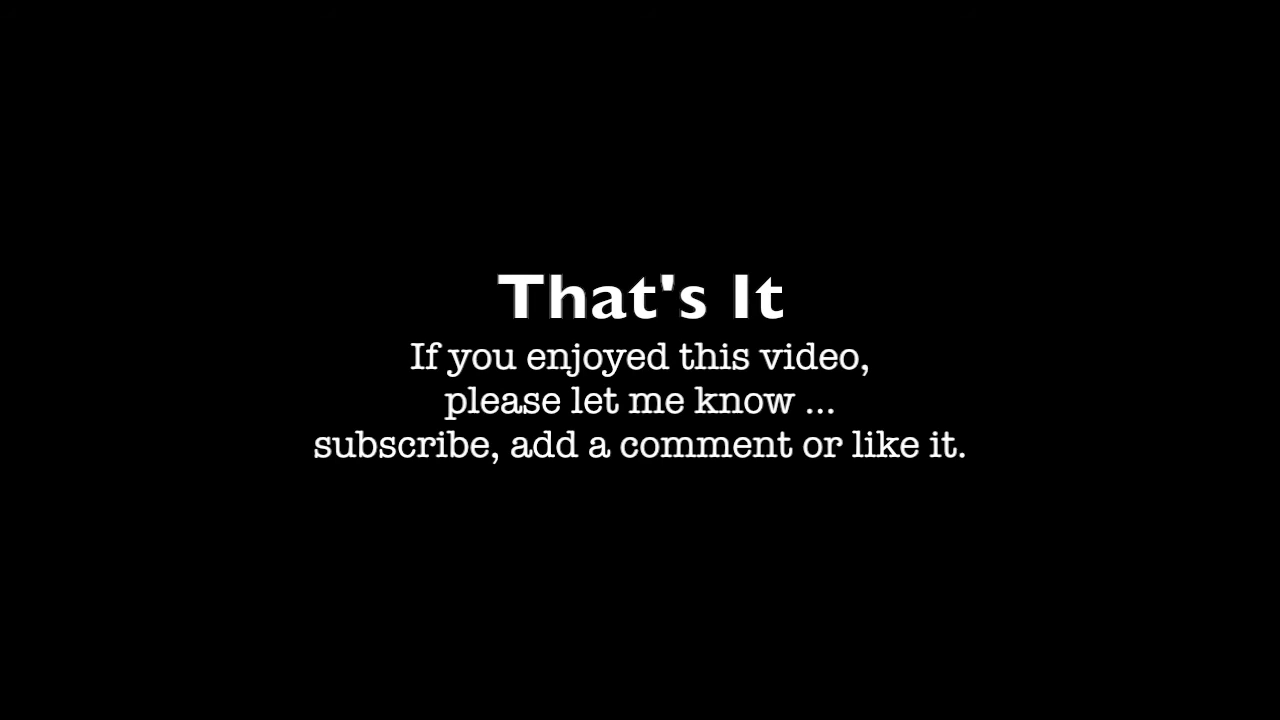 That's It
If you enjoyed this video,
please let me know ...
subscribe, add a comment or like it.